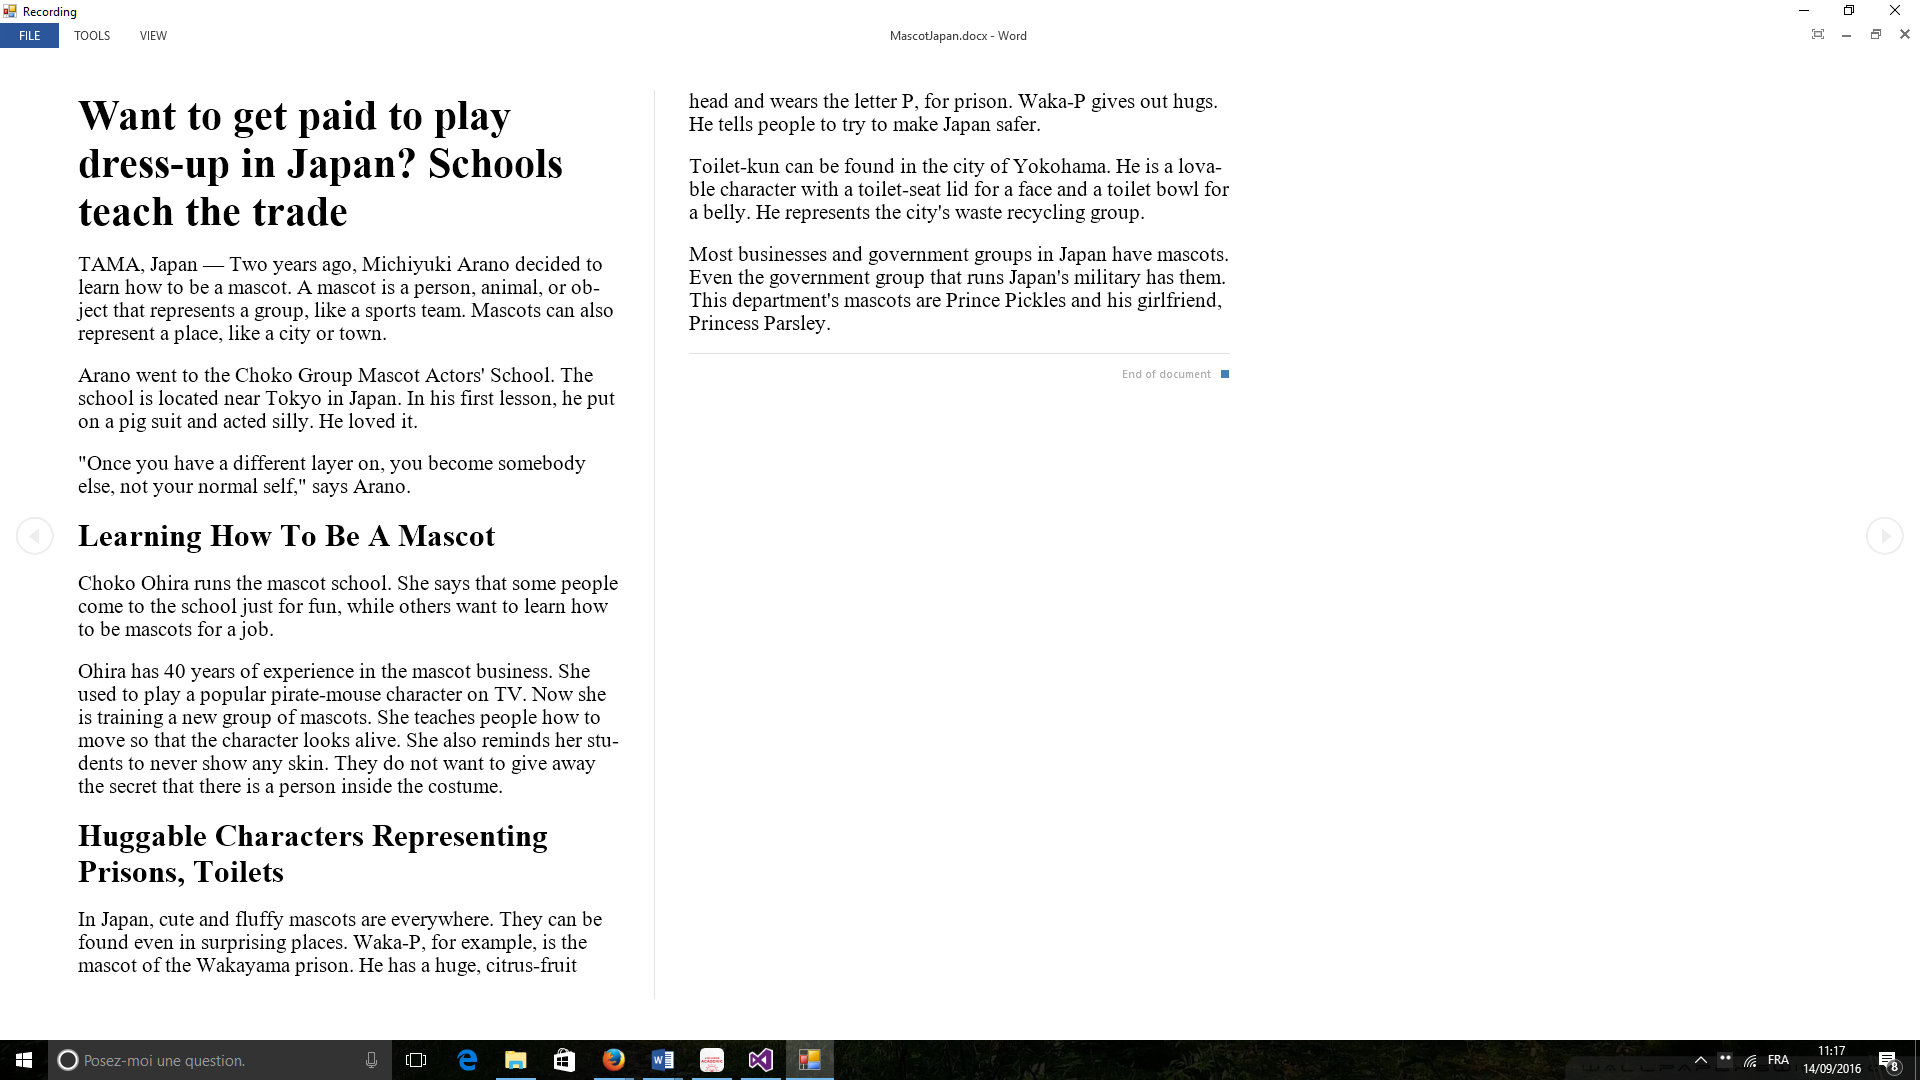 Recording
FILE TOOLS VIEW MascotJapan.docx - Word
Want to get paid to play
dress-up in Japan? Schools
teach the trade
TAMA, Japan — Two years ago, Michiyuki Arano decided to
learn how to be a mascot. A mascot is a person, animal, or ob-
ject that represents a group, like a sports team. Mascots can also
represent a place, like a city or town.
Arano went to the Choko Group Mascot Actors' School. The
school is located near Tokyo in Japan. In his first lesson, he put
on a pig suit and acted silly. He loved it.
"Once you have a different layer on, you become somebody
else, not your normal self," says Arano.
Learning How To Be A Mascot
Choko Ohira runs the mascot school. She says that some people
come to the school just for fun, while others want to learn how
to be mascots for a job.
Ohira has 40 years of experience in the mascot business. She
used to play a popular pirate-mouse character on TV. Now she
is training a new group of mascots. She teaches people how to
move so that the character looks alive. She also reminds her stu-
dents to never show any skin. They do not want to give away
the secret that there is a person inside the costume.
Huggable Characters Representing
Prisons, Toilets
In Japan, cute and fluffy mascots are everywhere. They can be
found even in surprising places. Waka-P, for example, is the
mascot of the Wakayama prison. He has a huge, citrus-fruit
head and wears the letter P, for prison. Waka-P gives out hugs.
He tells people to try to make Japan safer.
Toilet-kun can be found in the city of Yokohama. He is a lova-
ble character with a toilet-seat lid for a face and a toilet bowl for
a belly. He represents the city's waste recycling group.
Most businesses and government groups in Japan have mascots.
Even the government group that runs Japan's military has them.
This department's mascots are Prince Pickles and his girlfriend,
Princess Parsley.
End of document
Posez-moi une question.
FRA
11:17
14/09/2016
8